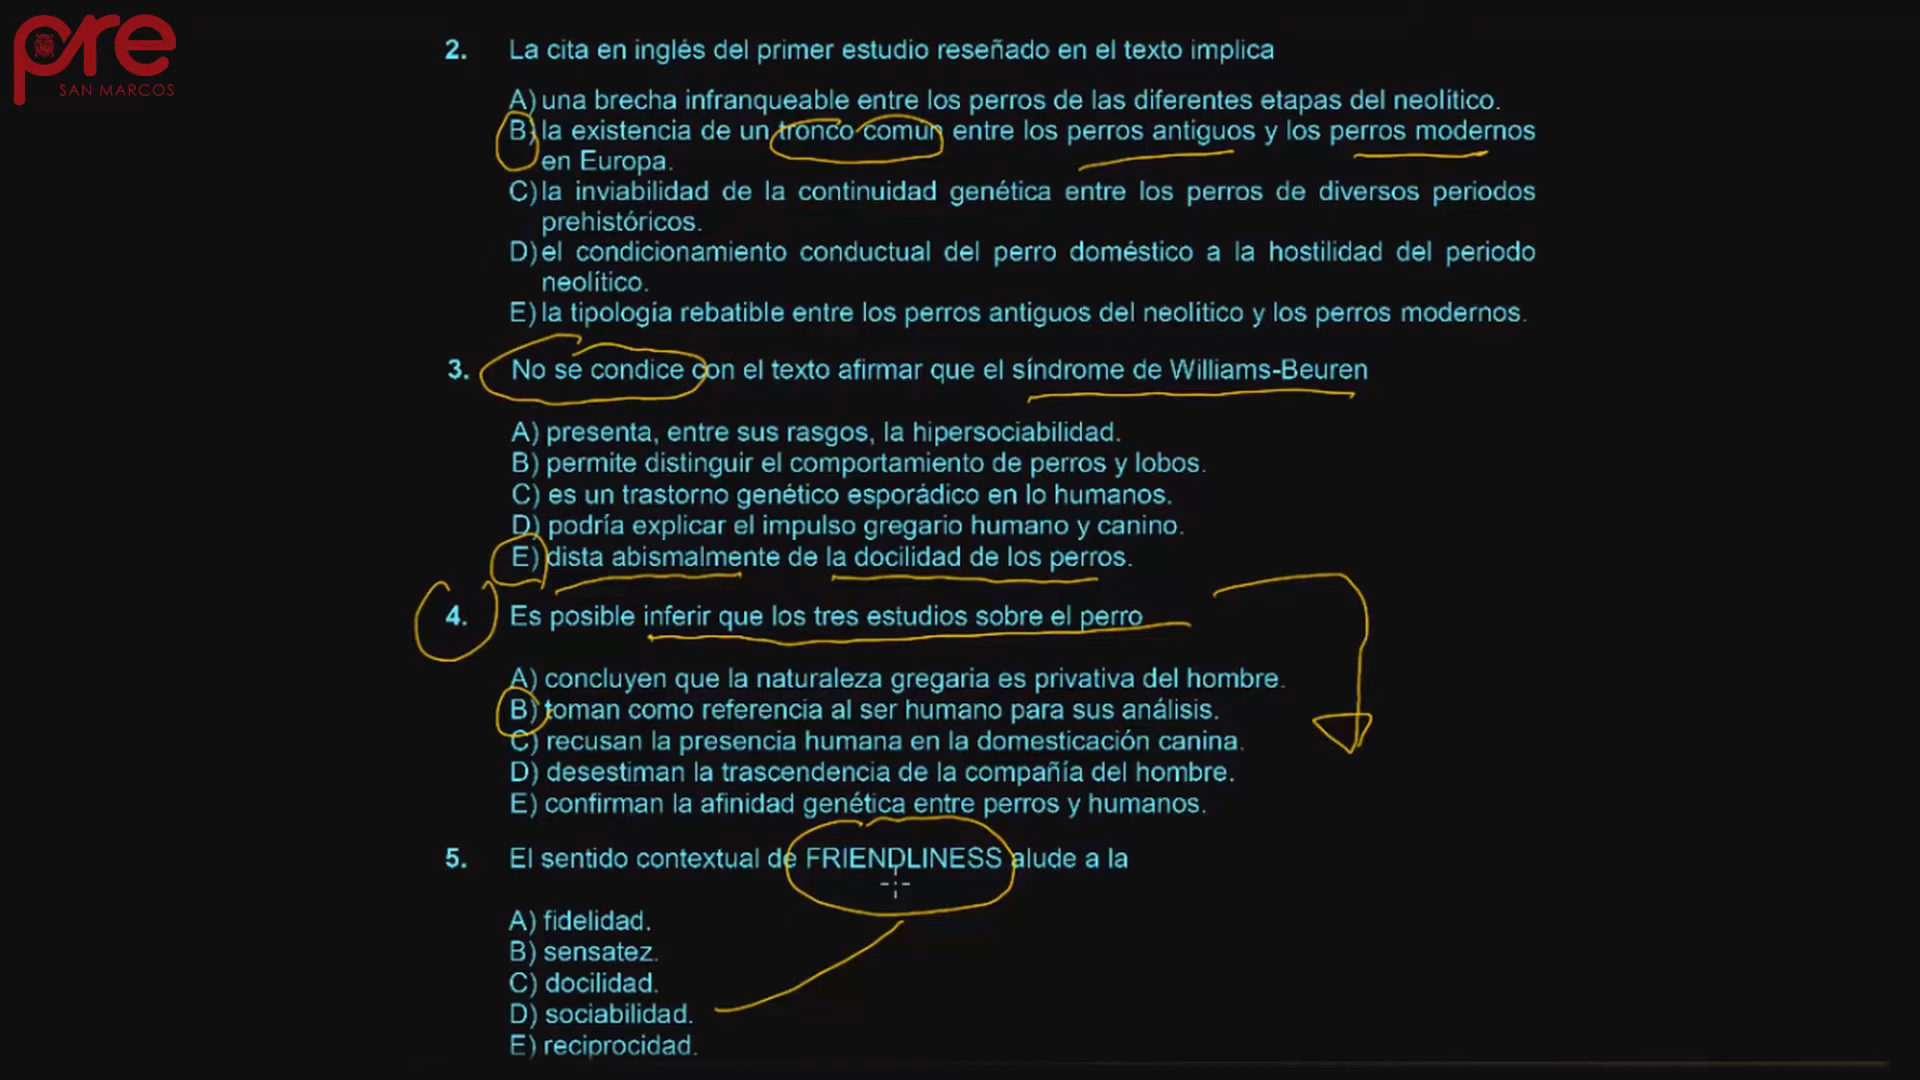 pre
SAN MARCOS
2. La cita en inglés del primer estudio reseñado en el texto implica
A) una brecha infranqueable entre los perros de las diferentes etapas del neolítico.
B) la existencia de un tronco común entre los perros antiguos y los perros modernos
en Europa.
C) la inviabilidad de la continuidad genética entre los perros de diversos periodos
prehistóricos.
D) el condicionamiento conductual del perro doméstico a la hostilidad del periodo
neolítico.
E) la tipología rebatible entre los perros antiguos del neolítico y los perros modernos.
3. No se condice con el texto afirmar que el síndrome de Williams-Beuren
A) presenta, entre sus rasgos, la hipersociabilidad.
B) permite distinguir el comportamiento de perros y lobos.
C) es un trastorno genético esporádico en lo humanos.
D) podría explicar el impulso gregario humano y canino.
E) dista abismalmente de la docilidad de los perros.
4. Es posible inferir que los tres estudios sobre el perro
A) concluyen que la naturaleza gregaria es privativa del hombre.
B) toman como referencia al ser humano para sus análisis.
C) recusan la presencia humana en la domesticación canina.
D) desestiman la trascendencia de la compañía del hombre.
E) confirman la afinidad genética entre perros y humanos.
5. El sentido contextual de FRIENDLINESS alude a la
A) fidelidad.
B) sensatez.
C) docilidad.
D) sociabilidad.
E) reciprocidad.